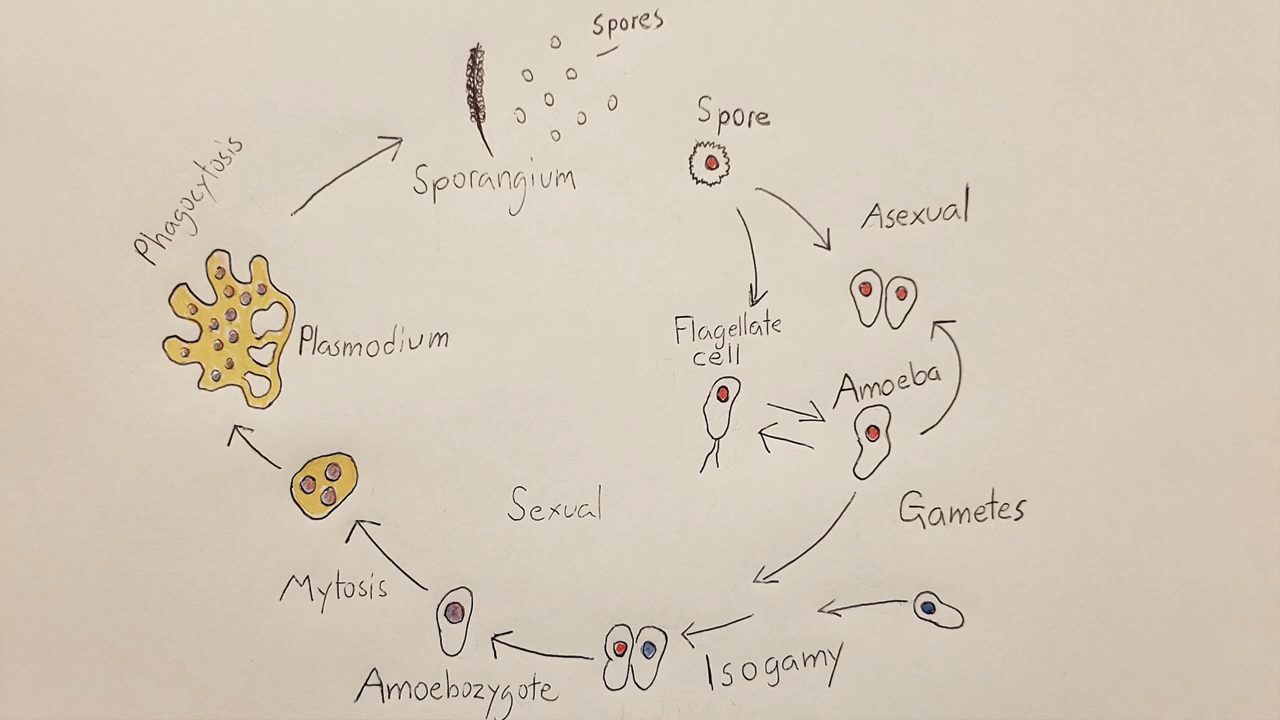 Spores
Sporangium
Spore
Asexual
Phagocytosis
Plasmodium
Flagellate
cell
Amoeba
Sexual
Gametes
Mytosis
Isogamy
Amoebozygote